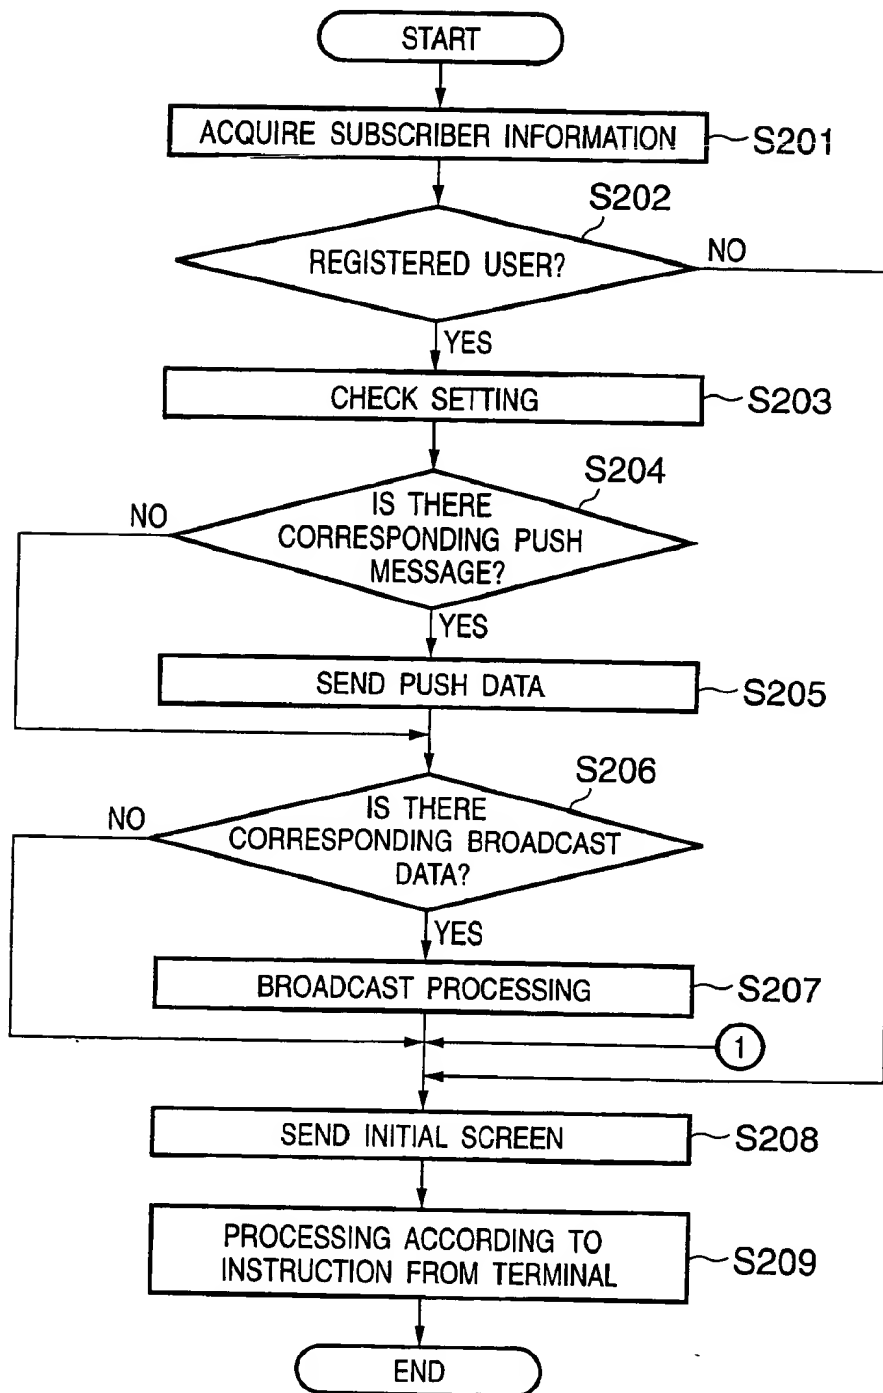 START
ACQUIRE SUBSCRIBER INFORMATION
S201
S202
REGISTERED USER?
NO
YES
CHECK SETTING
S203
S204
IS THERE
CORRESPONDING PUSH
MESSAGE?
NO
YES
SEND PUSH DATA
S205
S206
IS THERE
CORRESPONDING BROADCAST
DATA?
NO
YES
BROADCAST PROCESSING
S207
1
SEND INITIAL SCREEN
S208
PROCESSING ACCORDING TO
INSTRUCTION FROM TERMINAL
S209
END